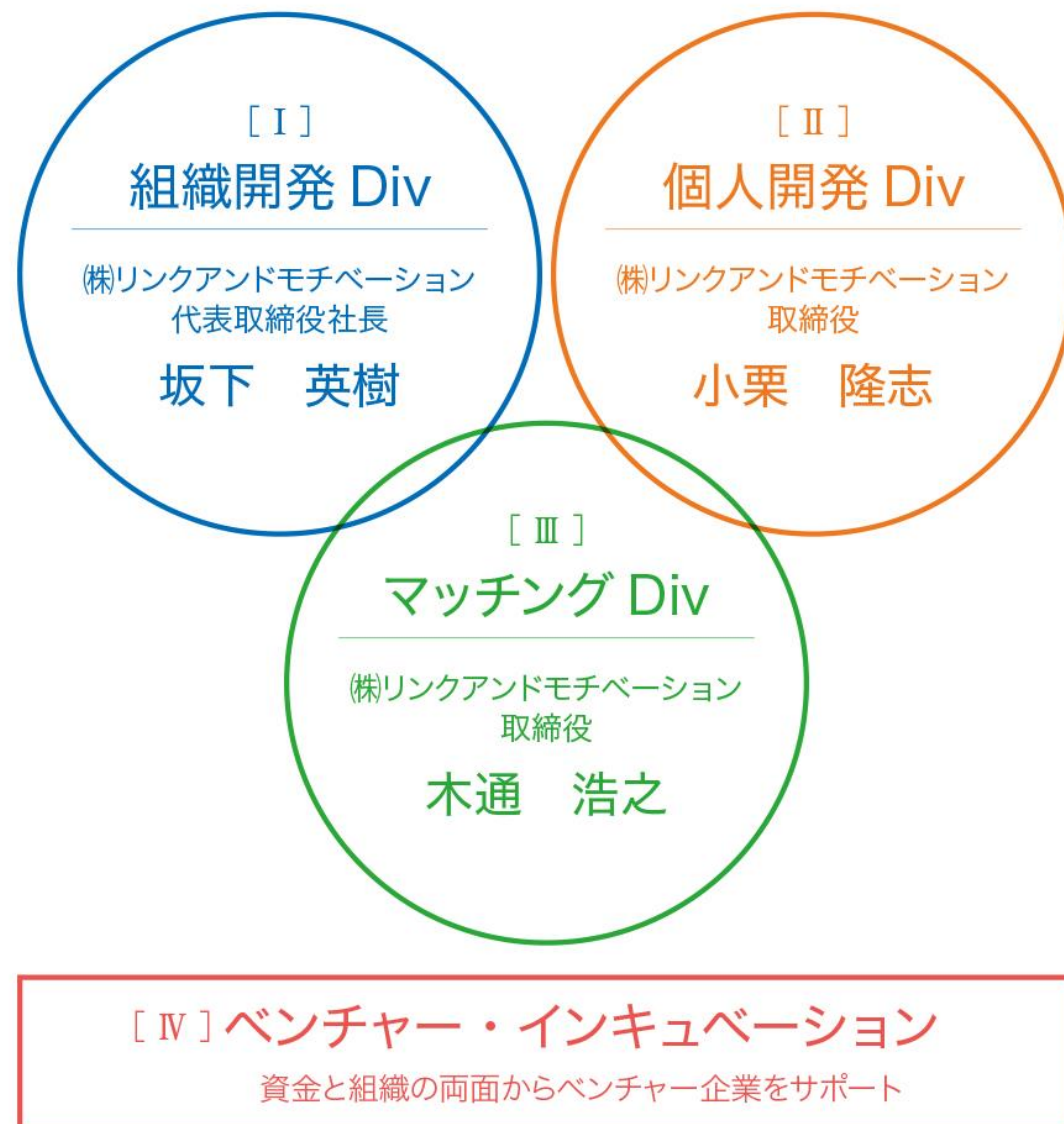 [ Ⅰ ]
組織開発 Div
㈱リンクアンドモチベーション
代表取締役社長
坂下　英樹
[ Ⅱ ]
個人開発 Div
㈱リンクアンドモチベーション
取締役
小栗　隆志
[ Ⅲ ]
マッチング Div
㈱リンクアンドモチベーション
取締役
木通　浩之
[ Ⅳ ] ベンチャー・インキュベーション
資金と組織の両面からベンチャー企業をサポート